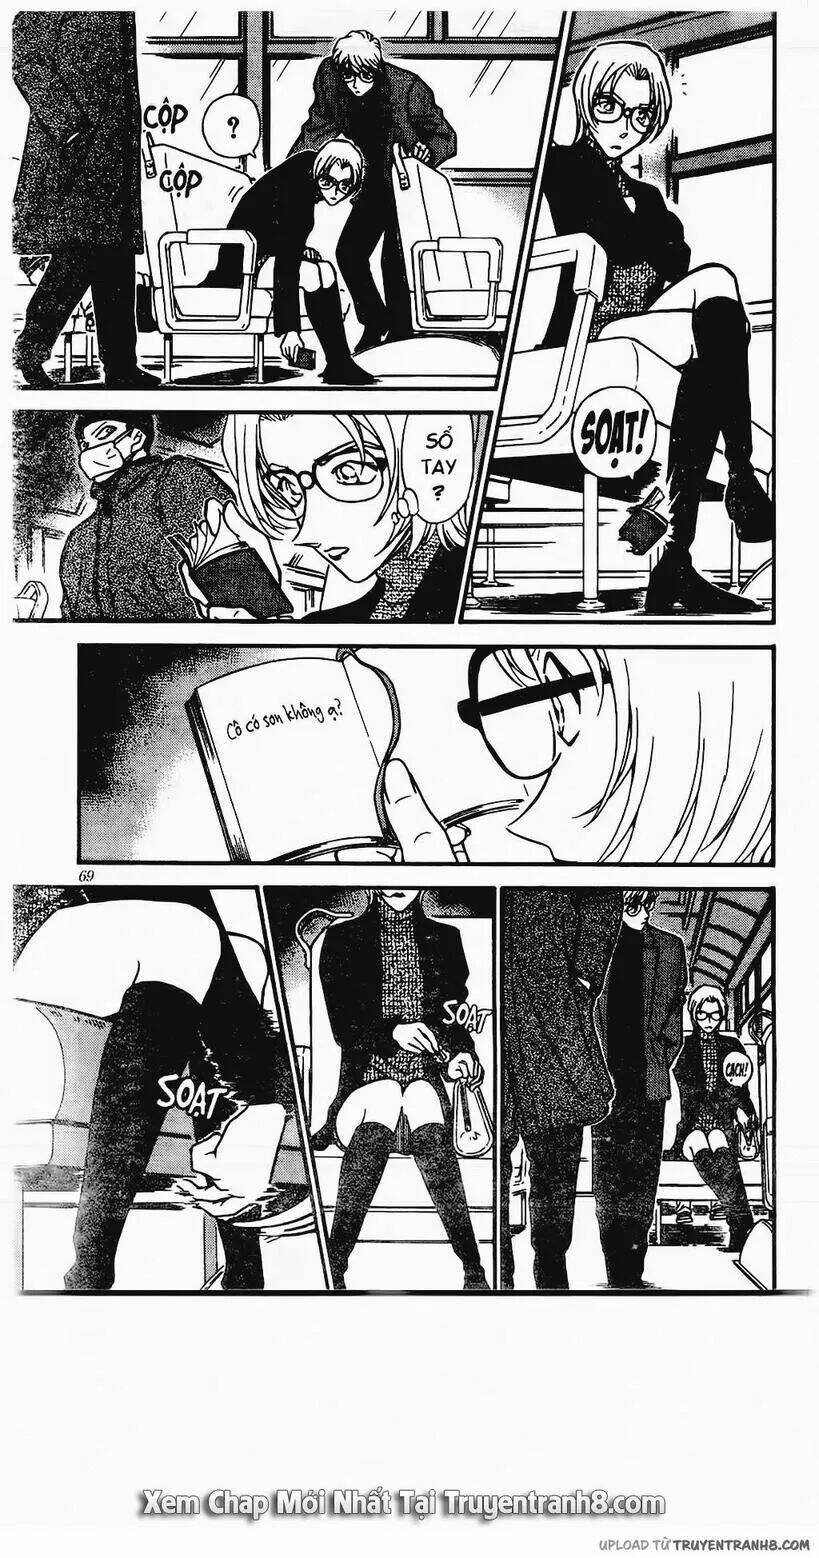 SOẠT!
CỘP
?
CỘP
SỔ
TAY
?
Cô có son không ạ?
69
CẠCH!
SOẠT
SOẠT
Xem Chap Mới Nhất Tại Truyentranh8.com
UPLOAD TỪ TRUYENTRANH8.COM